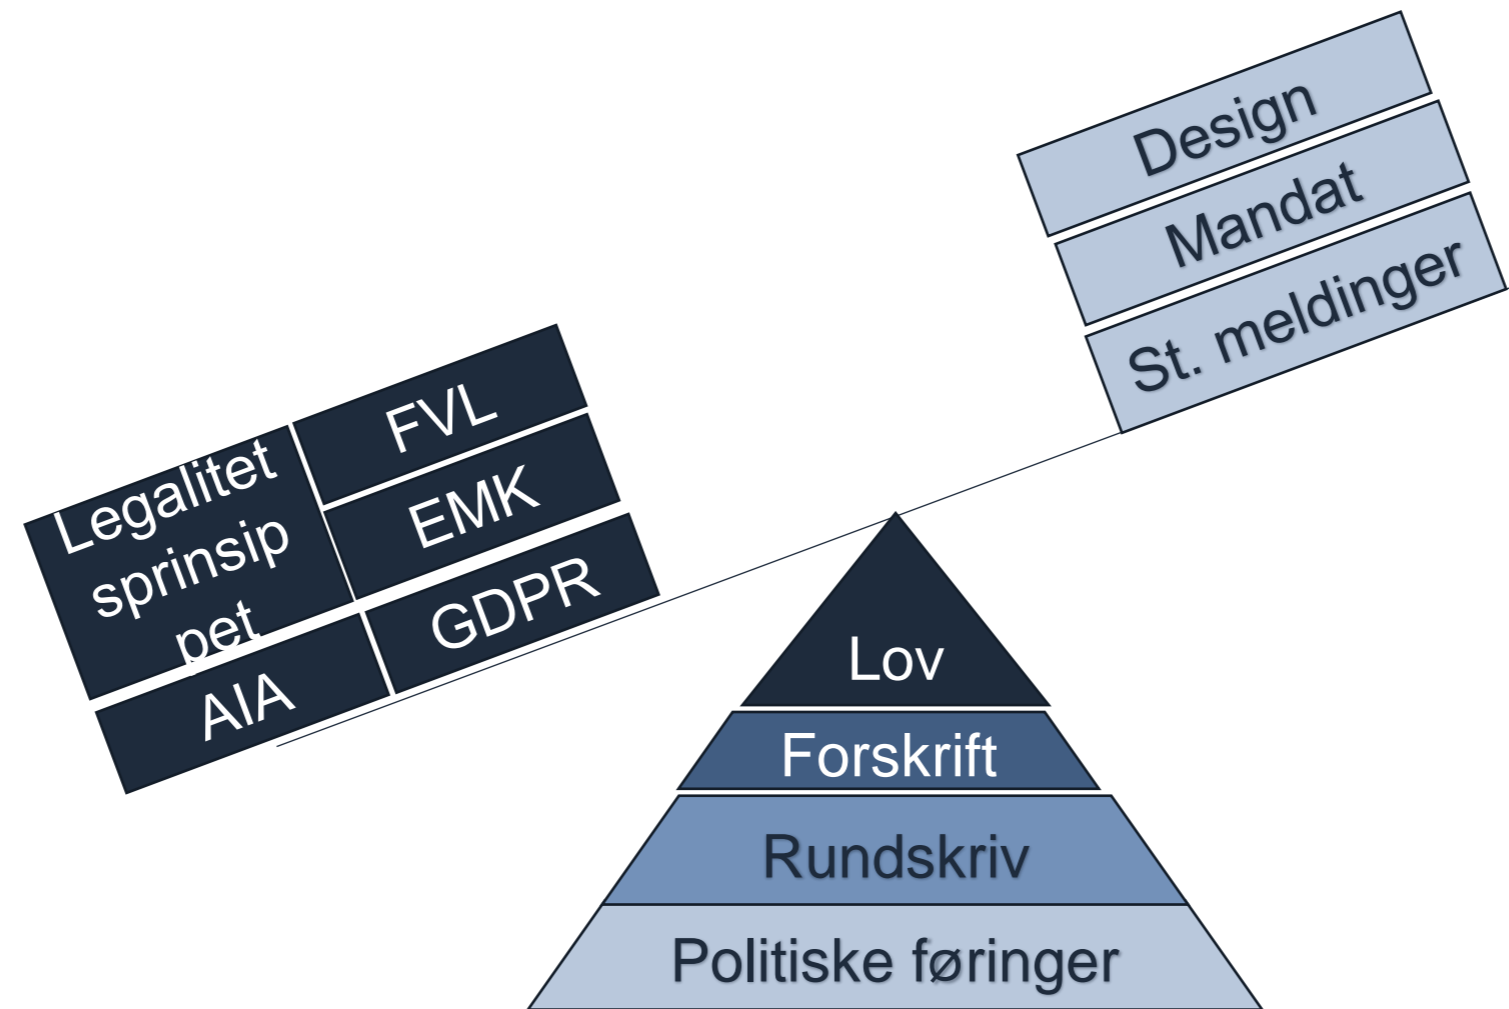 Design
Mandat
St. meldinger
FVL
EMK
Legalitet
sprinsip
pet
GDPR
AIA
Lov
Forskrift
Rundskriv
Politiske føringer